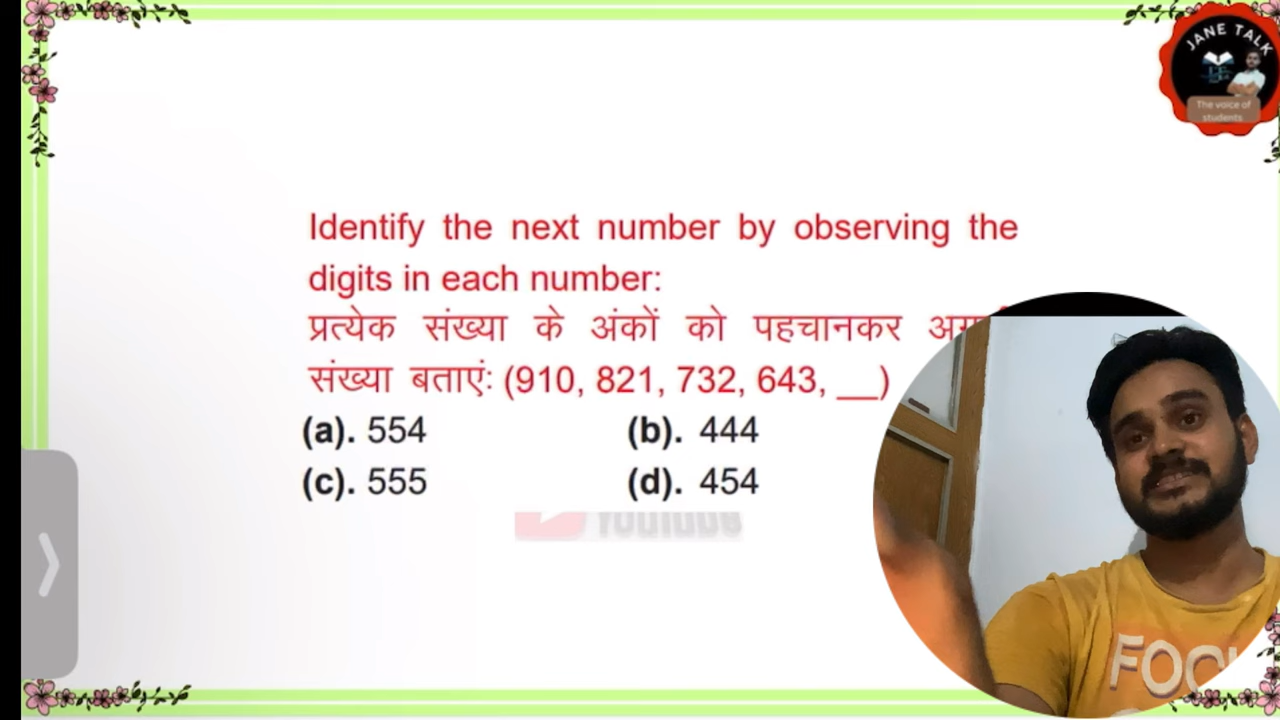 JANE TALK
The voice of
students
Identify the next number by observing the
digits in each number:
प्रत्येक संख्या के अंकों को पहचानकर
संख्या बताएं: (910, 821, 732, 643, __)
(a). 554 (b). 444
(c). 555 (d). 454
YouTube